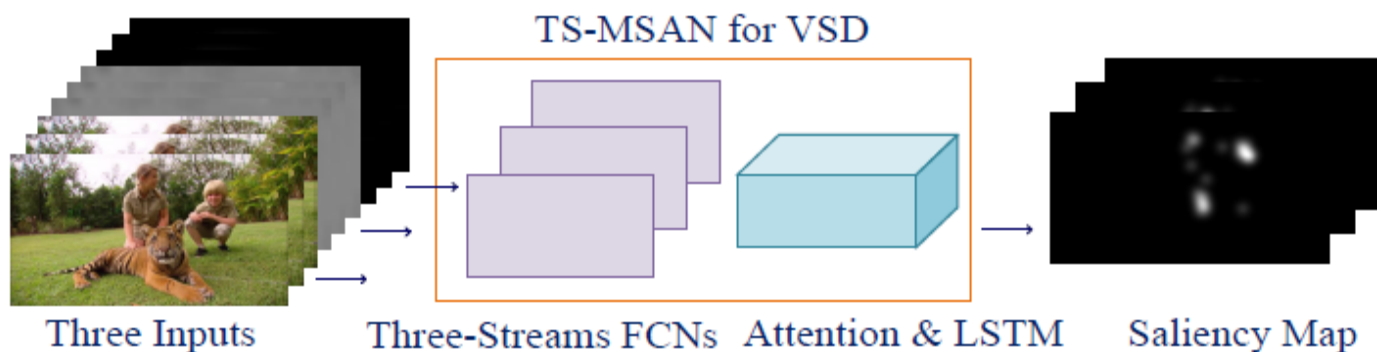 TS-MSAN for VSD
Three Inputs
Three-Streams FCNs
Attention & LSTM
Saliency Map